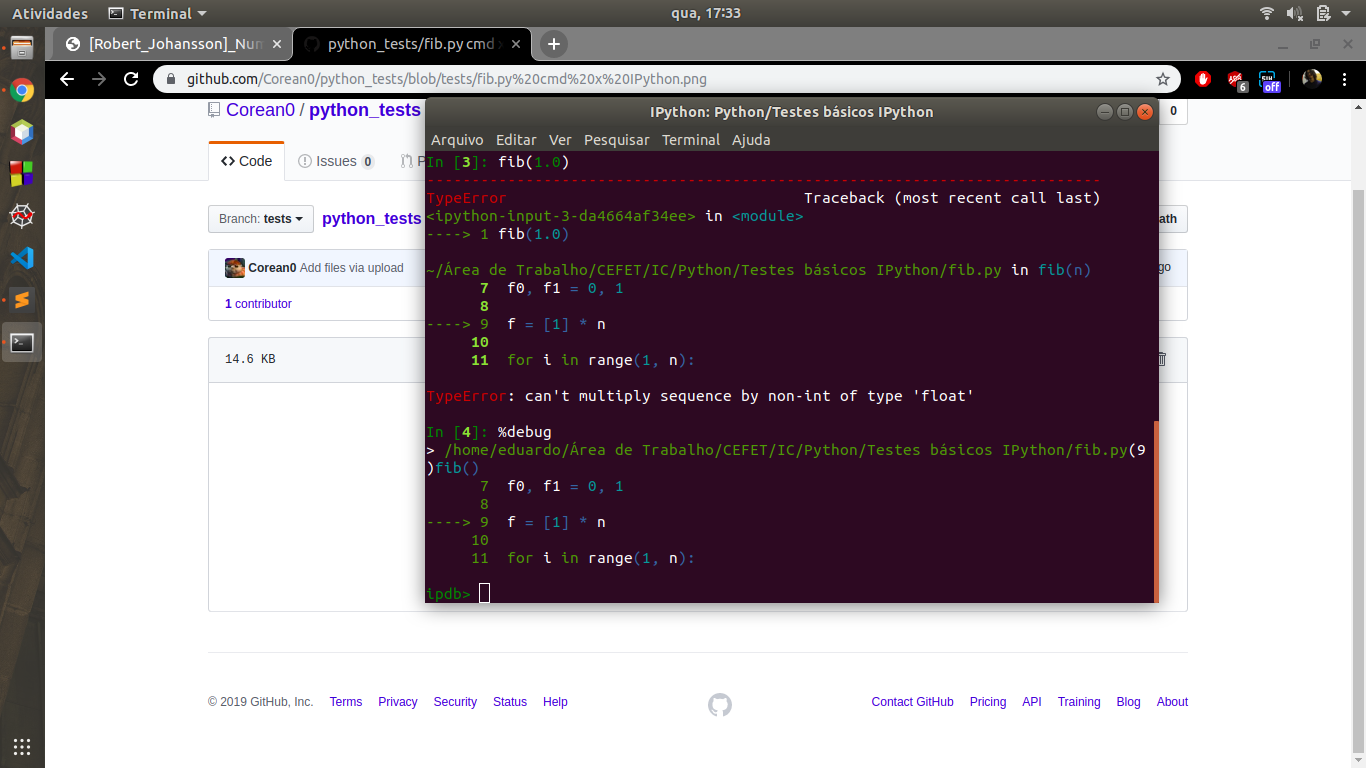 Atividades Terminal qua, 17:33
[Robert_Johansson]_Num python_tests/fib.py cmd x
github.com/Corean0/python_tests/blob/tests/fib.py%20cmd%20x%20IPython.png 6 off
Corean0 / python_tests 0
Code Issues 0 P
Branch: tests python_tests ath
Corean0 Add files via upload go
1 contributor
14.6 KB
IPython: Python/Testes básicos IPython
Arquivo Editar Ver Pesquisar Terminal Ajuda
In [3]: fib(1.0)
---------------------------------------------------------------------------
TypeError Traceback (most recent call last)
<ipython-input-3-da4664af34ee> in <module>
----> 1 fib(1.0)
~/Área de Trabalho/CEFET/IC/Python/Testes básicos IPython/fib.py in fib(n)
7 f0, f1 = 0, 1
8
----> 9 f = [1] * n
10
11 for i in range(1, n):
TypeError: can't multiply sequence by non-int of type 'float'
In [4]: %debug
> /home/eduardo/Área de Trabalho/CEFET/IC/Python/Testes básicos IPython/fib.py(9
)fib()
7 f0, f1 = 0, 1
8
----> 9 f = [1] * n
10
11 for i in range(1, n):
ipdb>
© 2019 GitHub, Inc. Terms Privacy Security Status Help Contact GitHub Pricing API Training Blog About